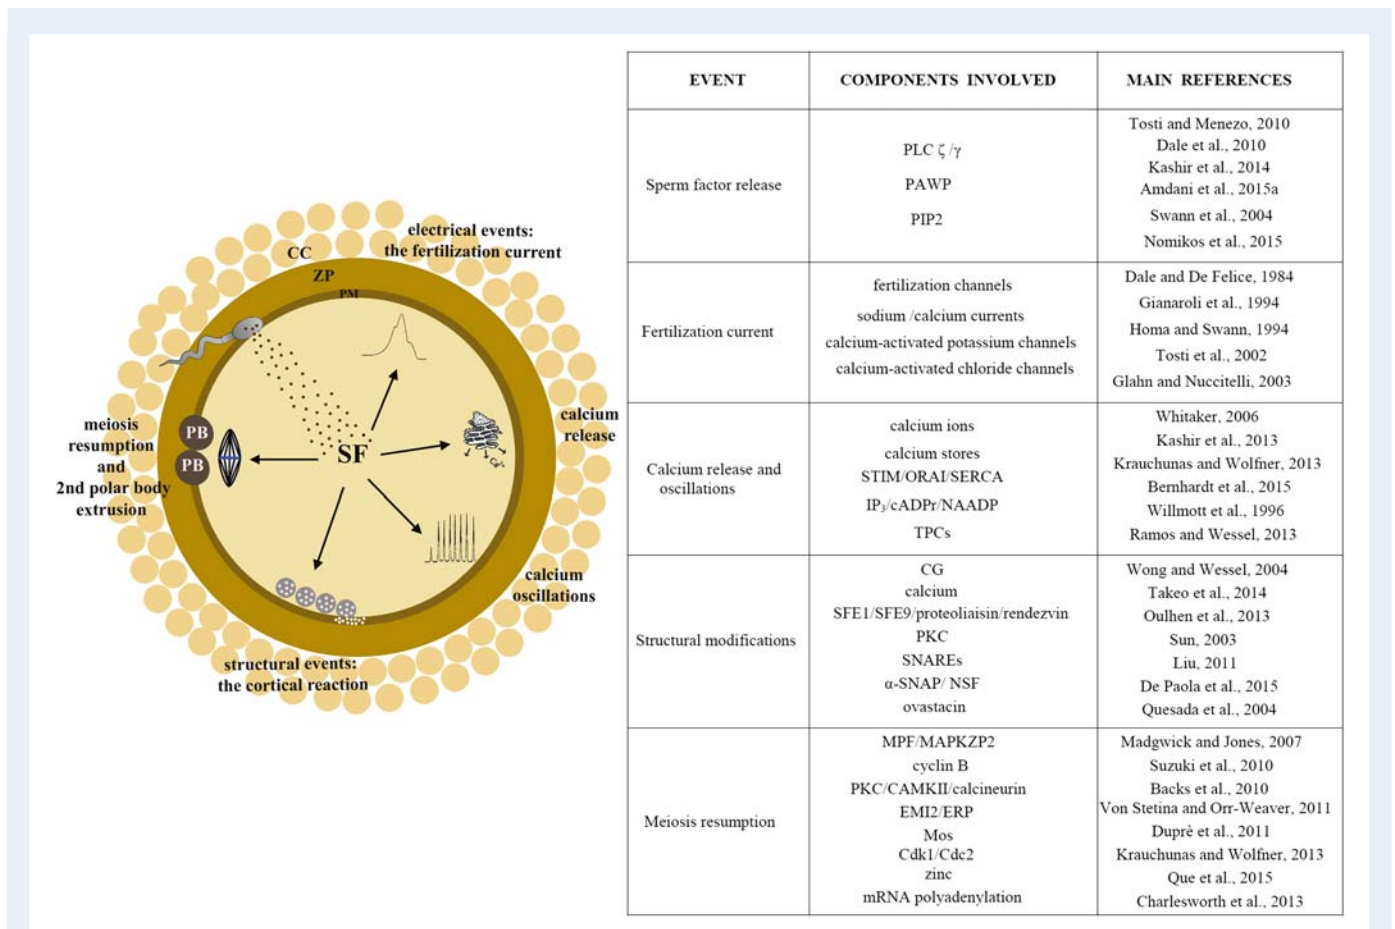 electrical events:
the fertilization current
CC
ZP
PM
SF
PB
PB
meiosis
resumption
and
2nd polar body
extrusion
calcium
release
Ca²⁺
calcium
oscillations
structural events:
the cortical reaction
EVENT
COMPONENTS INVOLVED
MAIN REFERENCES
Sperm factor release
PLC ζ /γ
PAWP
PIP2
Tosti and Menezo, 2010
Dale et al., 2010
Kashir et al., 2014
Amdani et al., 2015a
Swann et al., 2004
Nomikos et al., 2015
Fertilization current
fertilization channels
sodium /calcium currents
calcium-activated potassium channels
calcium-activated chloride channels
Dale and De Felice, 1984
Gianaroli et al., 1994
Homa and Swann, 1994
Tosti et al., 2002
Glahn and Nuccitelli, 2003
Calcium release and
oscillations
calcium ions
calcium stores
STIM/ORAI/SERCA
IP₃/cADPr/NAADP
TPCs
Whitaker, 2006
Kashir et al., 2013
Krauchunas and Wolfner, 2013
Bernhardt et al., 2015
Willmott et al., 1996
Ramos and Wessel, 2013
Structural modifications
CG
calcium
SFE1/SFE9/proteoliaisin/rendezvin
PKC
SNAREs
α-SNAP/ NSF
ovastacin
Wong and Wessel, 2004
Takeo et al., 2014
Oulhen et al., 2013
Sun, 2003
Liu, 2011
De Paola et al., 2015
Quesada et al., 2004
Meiosis resumption
MPF/MAPKZP2
cyclin B
PKC/CAMKII/calcineurin
EMI2/ERP
Mos
Cdk1/Cdc2
zinc
mRNA polyadenylation
Madgwick and Jones, 2007
Suzuki et al., 2010
Backs et al., 2010
Von Stetina and Orr-Weaver, 2011
Duprè et al., 2011
Krauchunas and Wolfner, 2013
Que et al., 2015
Charlesworth et al., 2013